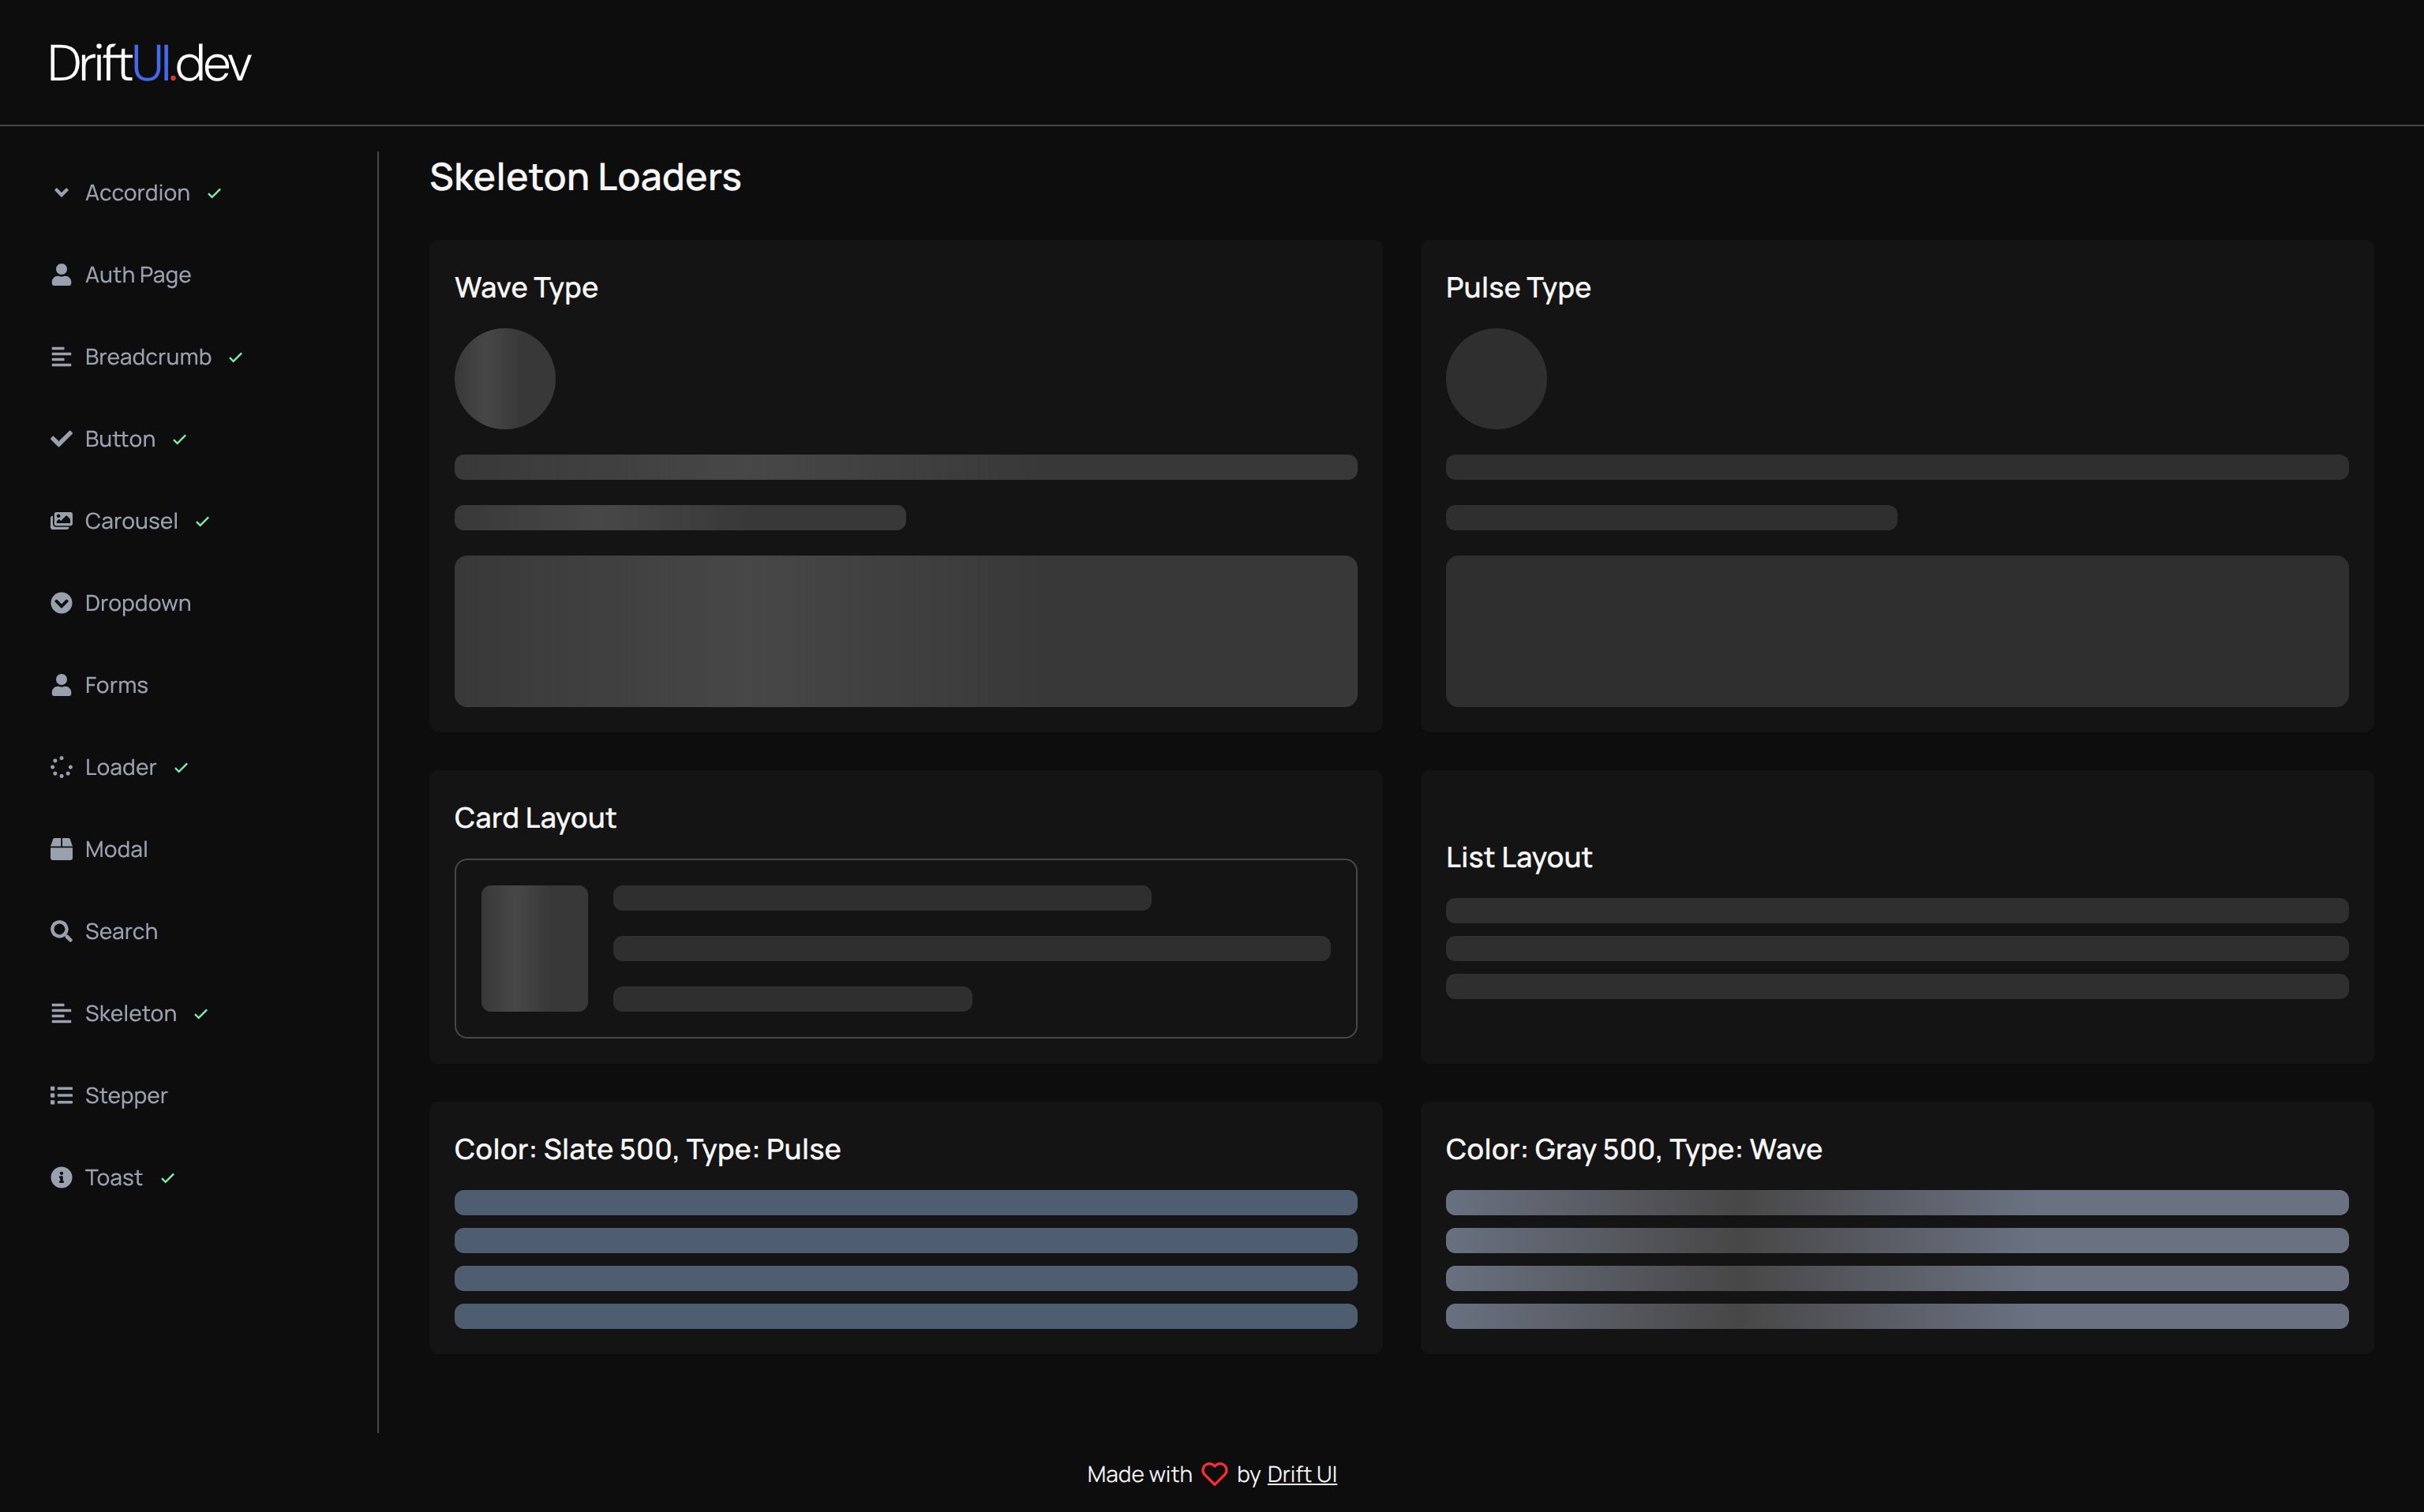 DriftUI.dev
Accordion
Auth Page
Breadcrumb
Button
Carousel
Dropdown
Forms
Loader
Modal
Search
Skeleton
Stepper
Toast
Skeleton Loaders
Wave Type
Pulse Type
Card Layout
List Layout
Color: Slate 500, Type: Pulse
Color: Gray 500, Type: Wave
Made with by Drift UI